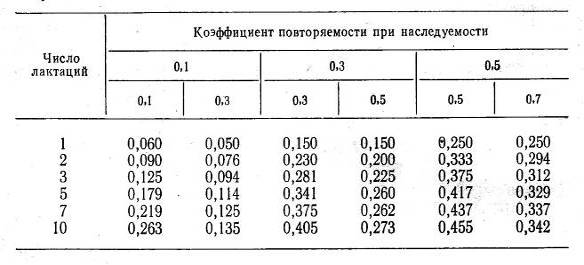 Число лактаций
Коэффициент повторяемости при наследуемости
0,1 0,3 0,5
0,1 0,3 0,3 0,5 0,5 0,7
1 0,060 0,050 0,150 0,150 0,250 0,250
2 0,090 0,076 0,230 0,200 0,333 0,294
3 0,125 0,094 0,281 0,225 0,375 0,312
5 0,179 0,114 0,341 0,260 0,417 0,329
7 0,219 0,125 0,375 0,262 0,437 0,337
10 0,263 0,135 0,405 0,273 0,455 0,342